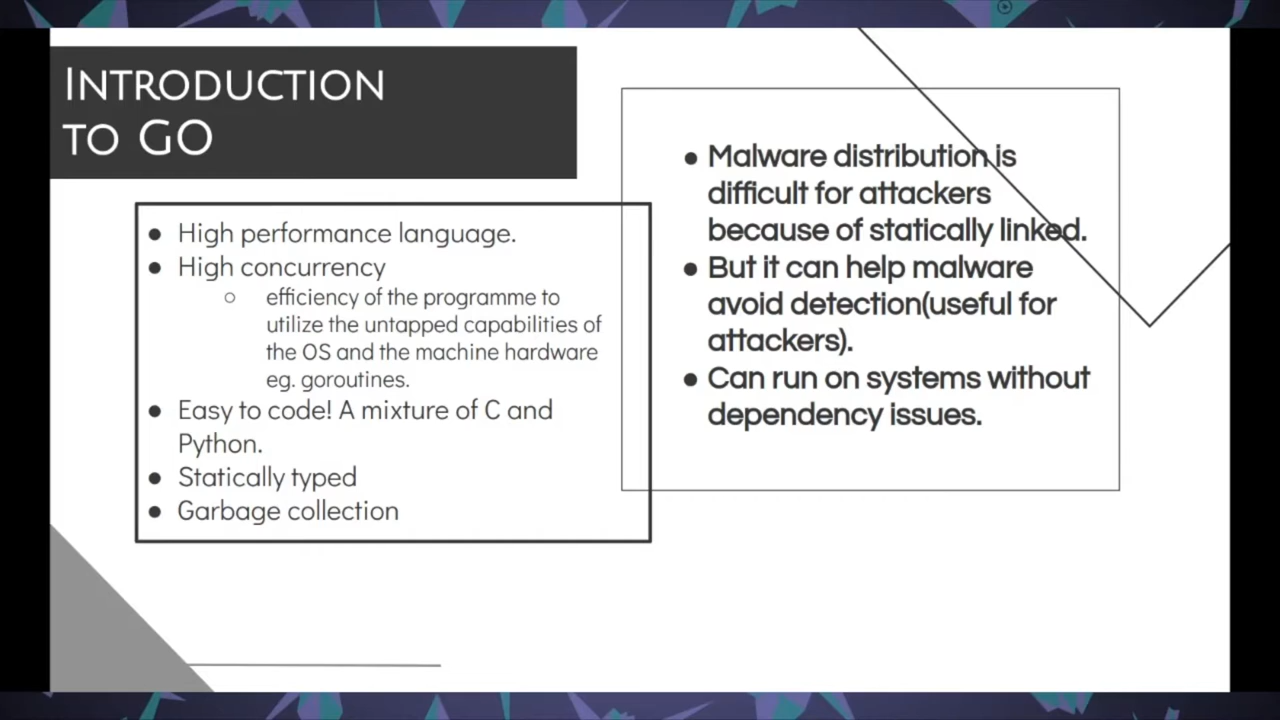 INTRODUCTION
TO GO
● High performance language.
● High concurrency
○ efficiency of the programme to
utilize the untapped capabilities of
the OS and the machine hardware
eg. goroutines.
● Easy to code! A mixture of C and
Python.
● Statically typed
● Garbage collection
● Malware distribution is
difficult for attackers
because of statically linked.
● But it can help malware
avoid detection(useful for
attackers).
● Can run on systems without
dependency issues.